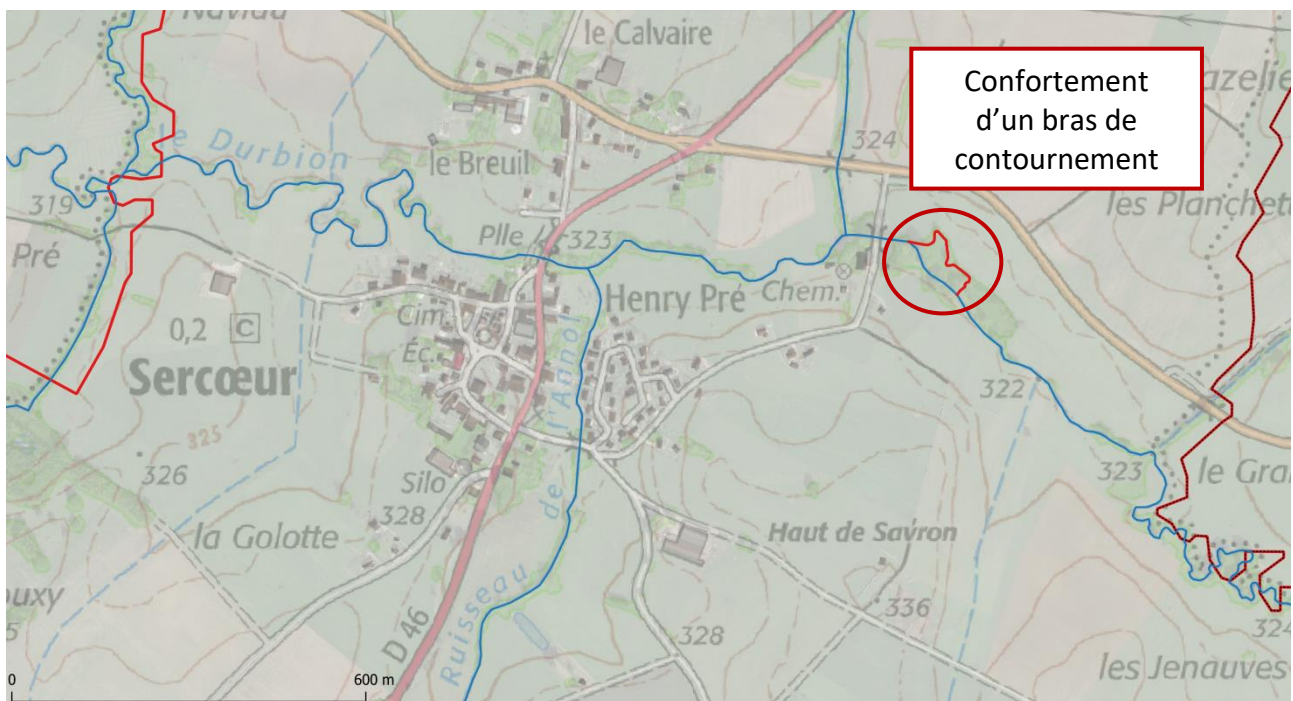 le Calvaire
Confortement
d'un bras de
contournement
le Durbion
le Breuil
324
319
Pré
Plle
323
les Planchett
Henry Pré
Chem.
Cim.
0,2 C
Éc.
Sercœur
325
322
326
Silo
328
la Golotte
de l'Annol
323
le Gra
Haut de Savron
D 46
Ruisseau
336
328
324
les Jenauves
0
600 m